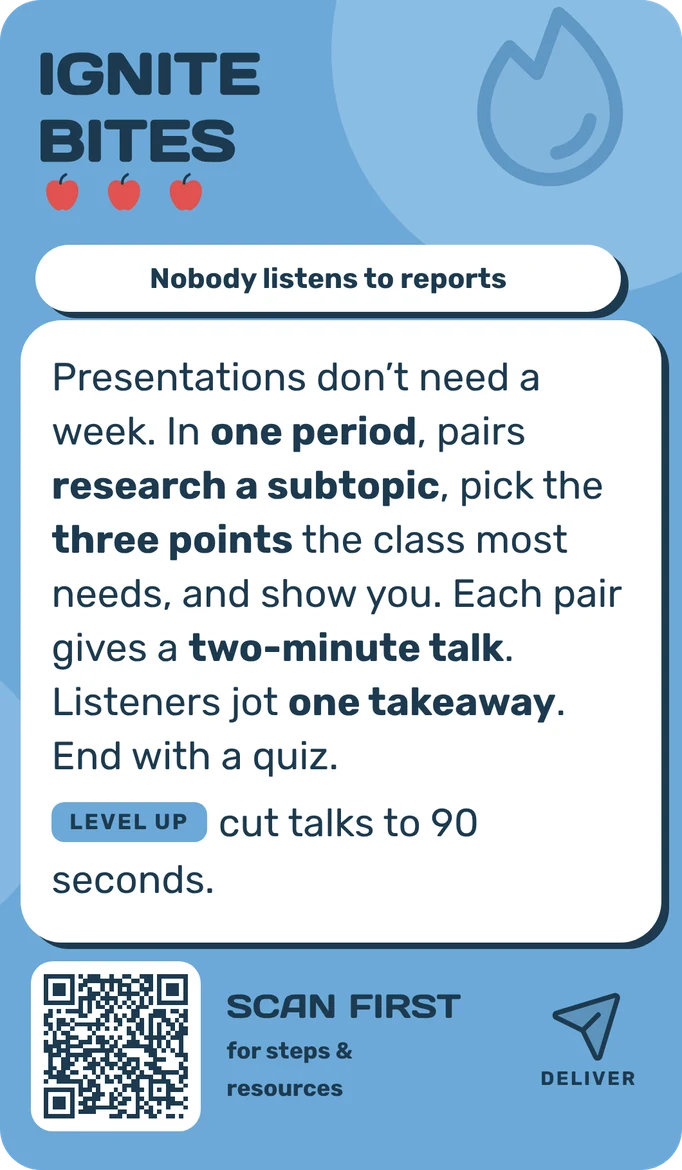 IGNITE
BITES
Nobody listens to reports
Presentations don’t need a
week. In one period, pairs
research a subtopic, pick the
three points the class most
needs, and show you. Each pair
gives a two-minute talk.
Listeners jot one takeaway.
End with a quiz.
LEVEL UP cut talks to 90
seconds.
SCAN FIRST
for steps &
resources
DELIVER